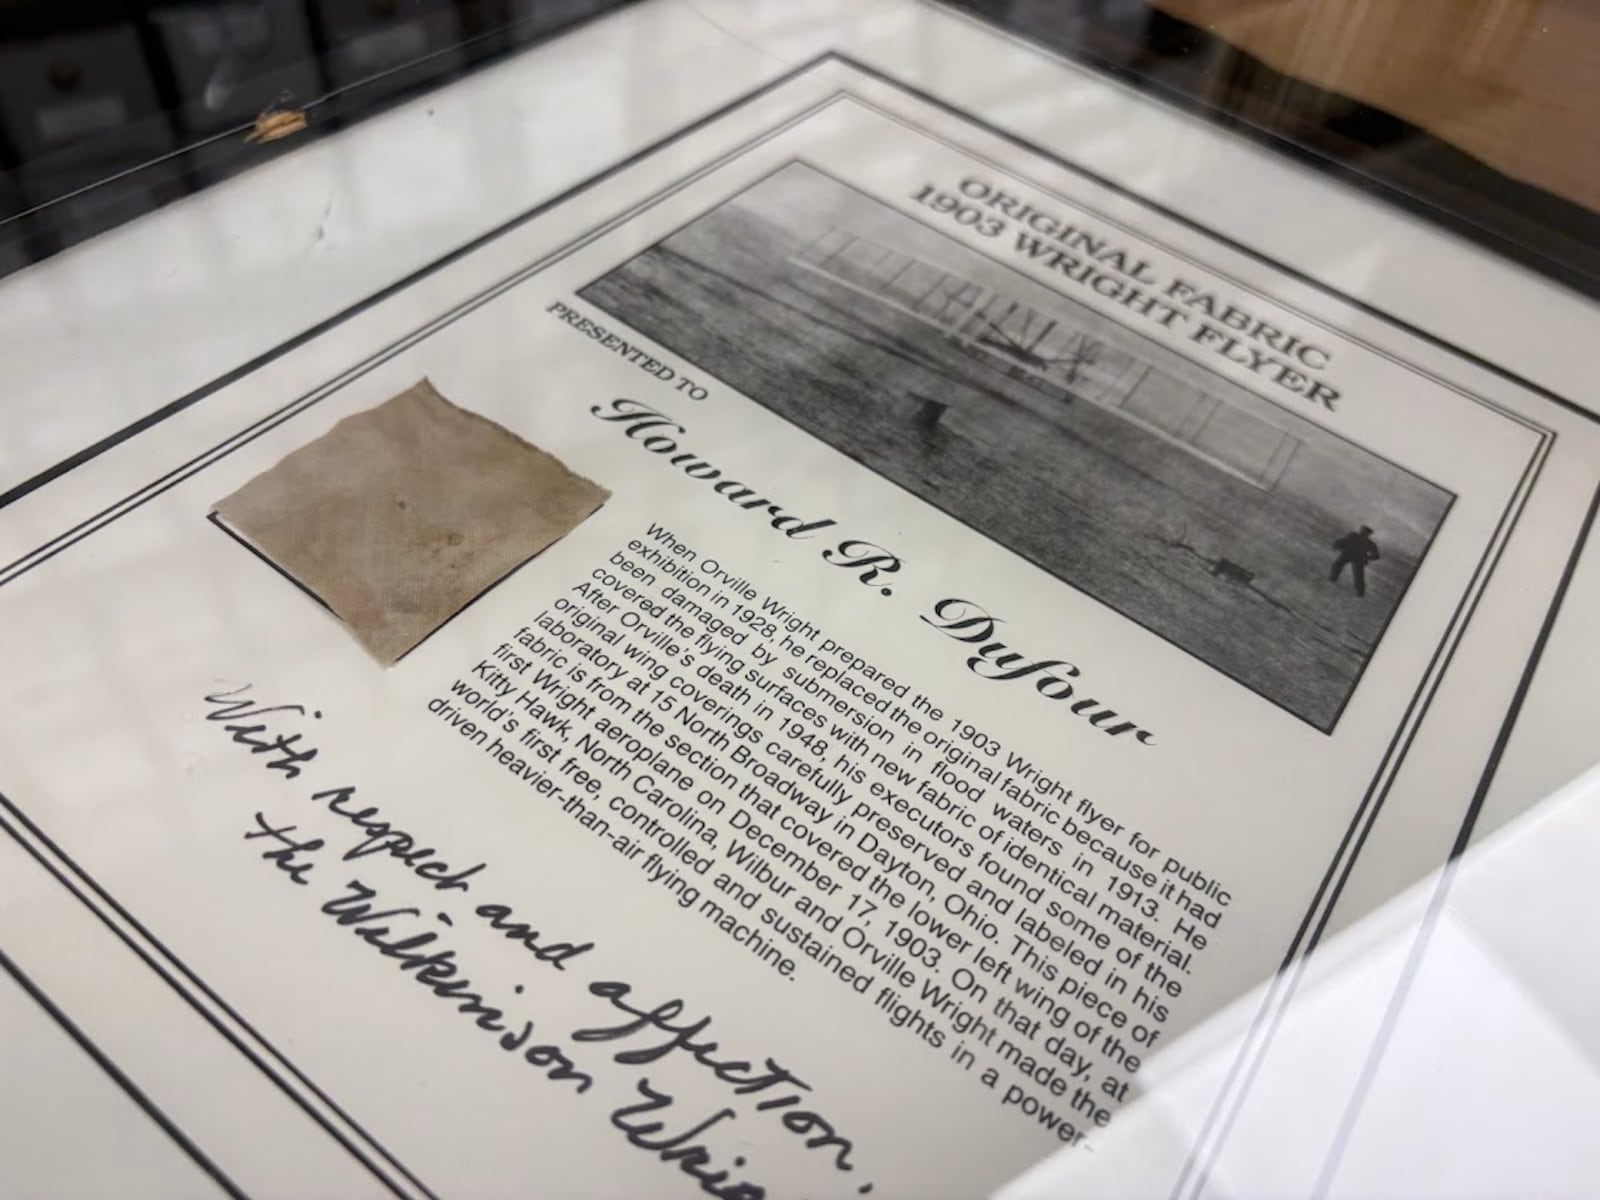 ORIGINAL FABRIC
1903 WRIGHT FLYER
PRESENTED TO
Howard R. Dufour
When Orville Wright prepared the 1903 Wright flyer for public
exhibition in 1928, he replaced the original fabric because it had
been damaged by submersion in flood waters in 1913. He
covered the flying surfaces with new fabric of identical material.
After Orville's death in 1948, his executors found some of the
original wing coverings carefully preserved and labeled in his
laboratory at 15 North Broadway in Dayton, Ohio. This piece of
fabric is from the section that covered the lower left wing of the
first Wright aeroplane on December 17, 1903. On that day, at
Kitty Hawk, North Carolina, Wilbur and Orville Wright made the
world's first free, controlled and sustained flights in a power-
driven heavier-than-air flying machine.
With respect and affection,
the Wilkinson